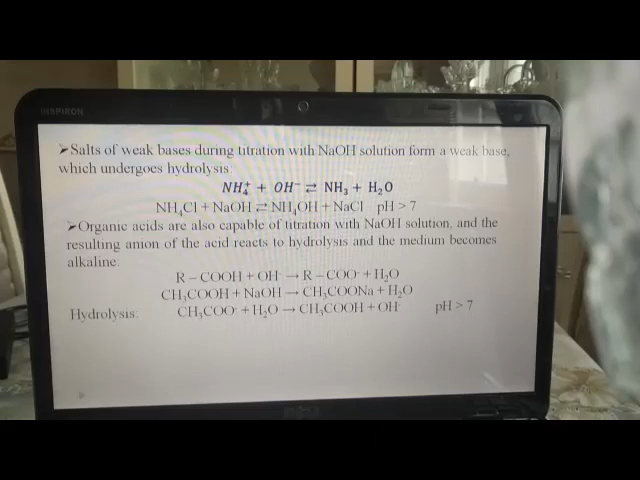 INSPIRON
➢Salts of weak bases during titration with NaOH solution form a weak base,
which undergoes hydrolysis:
NH₄⁺ + OH⁻ ⇄ NH₃ + H₂O
NH₄Cl + NaOH ⇄ NH₄OH + NaCl pH > 7
➢Organic acids are also capable of titration with NaOH solution, and the
resulting anion of the acid reacts to hydrolysis and the medium becomes
alkaline:
R – COOH + OH⁻ → R – COO⁻ + H₂O
CH₃COOH + NaOH → CH₃COONa + H₂O
Hydrolysis: CH₃COO⁻ + H₂O → CH₃COOH + OH⁻ pH > 7